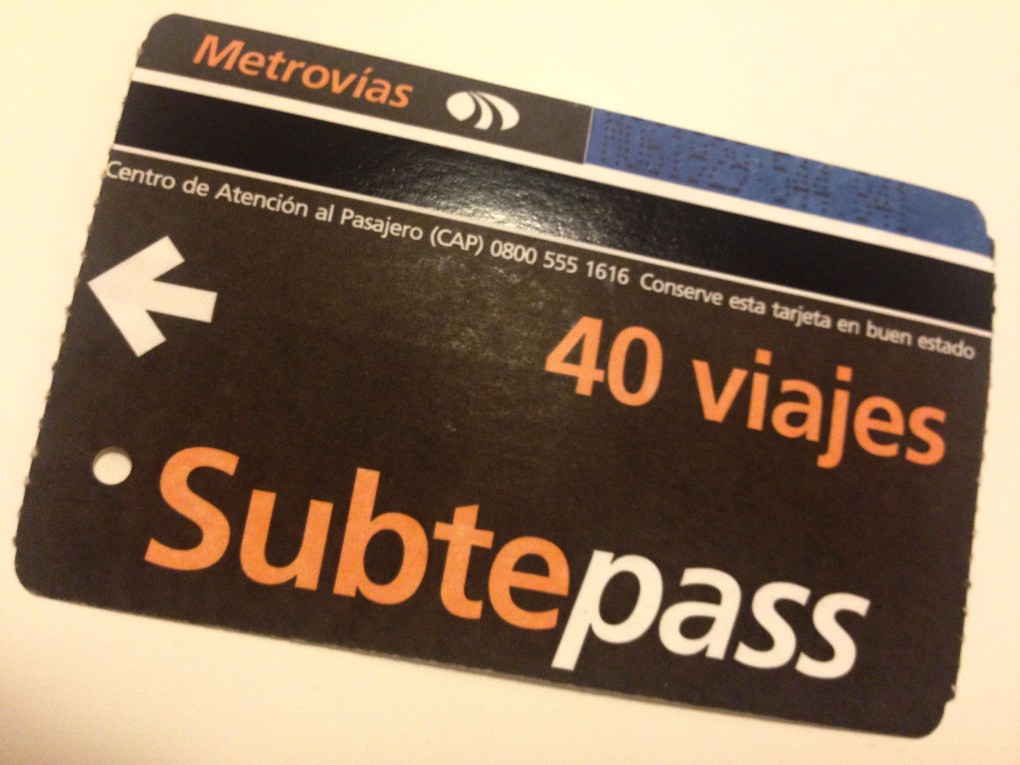 Metrovías
Centro de Atención al Pasajero (CAP) 0800 555 1616 Conserve esta tarjeta en buen estado
40 viajes
Subtepass